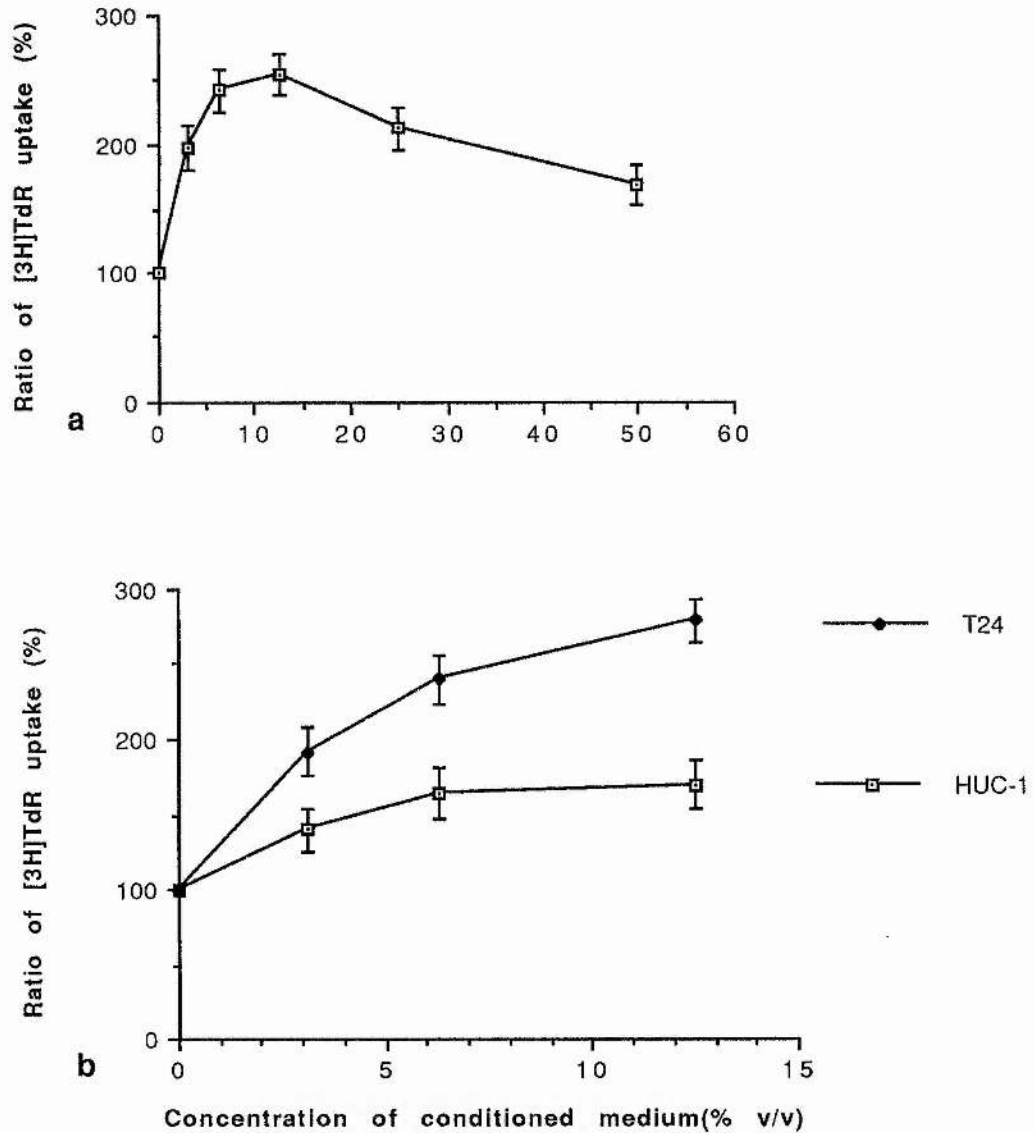 300
200
100
0
Ratio of [3H]TdR uptake (%)
a
0 10 20 30 40 50 60
300
200
100
0
Ratio of [3H]TdR uptake (%)
T24
HUC-1
b
0 5 10 15
Concentration of conditioned medium(% v/v)